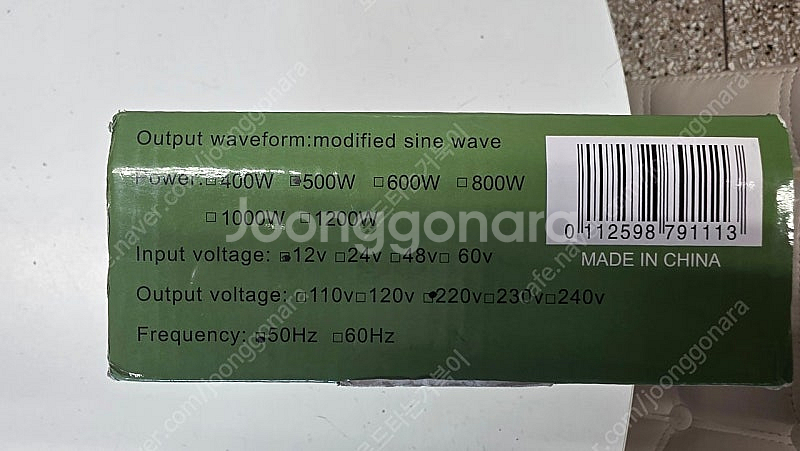 Output waveform:modified sine wave
Power:□400W ■500W □600W □800W
□1000W □1200W
Input voltage: ■12v □24v □48v□ 60v
Output voltage: □110v□120v ■220v□230v□240v
Frequency: ■50Hz □60Hz
0 112598 791113
MADE IN CHINA
Joonggonara